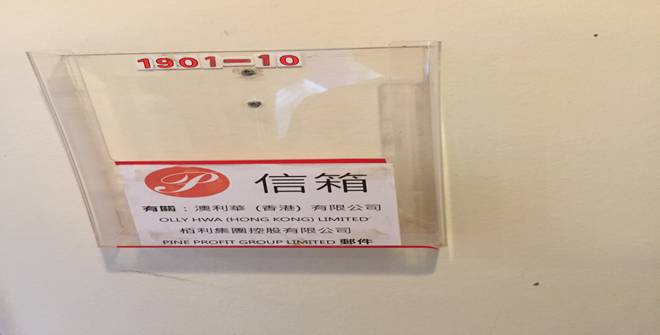 1901-10
P 信箱
有關：澳利華（香港）有限公司
OLLY HWA (HONG KONG) LIMITED
栢利集團控股有限公司
PINE PROFIT GROUP LIMITED 郵件